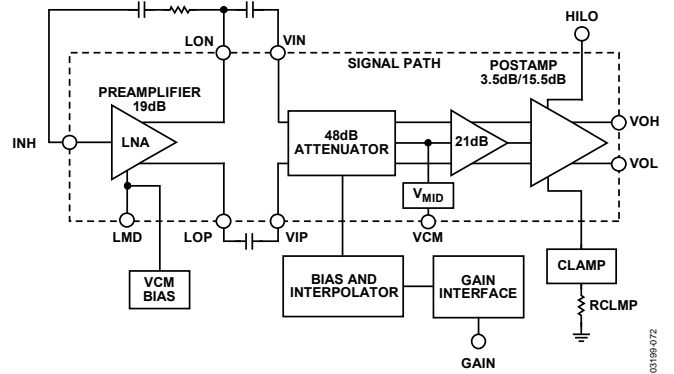 HILO
LON
VIN
SIGNAL PATH
POSTAMP
3.5dB/15.5dB
PREAMPLIFIER
19dB
INH
LNA
48dB
ATTENUATOR
21dB
VOH
VOL
VMID
LMD
LOP
VIP
VCM
VCM
BIAS
BIAS AND
INTERPOLATOR
GAIN
INTERFACE
CLAMP
RCLMP
GAIN
03199-072